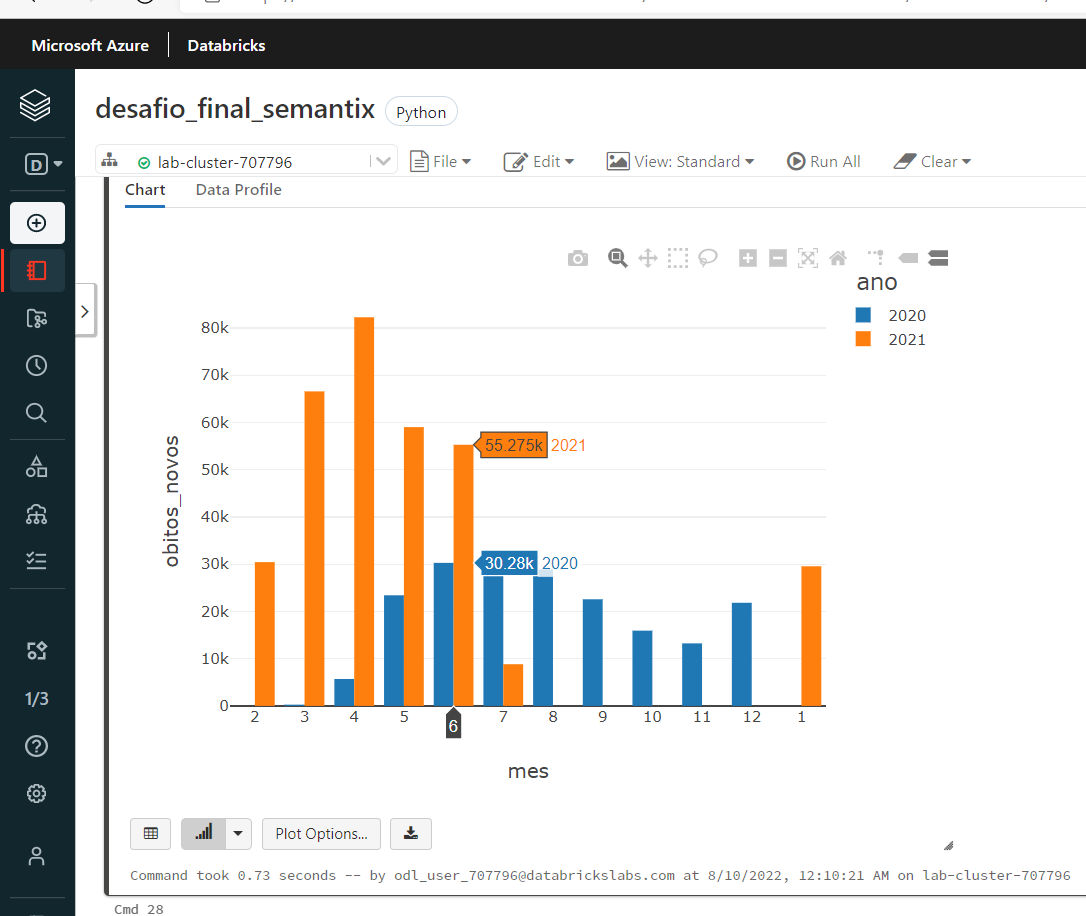 Microsoft Azure Databricks
desafio_final_semantix Python
D lab-cluster-707796 File Edit View: Standard Run All Clear
Chart Data Profile
ano
2020
2021
80k
70k
60k
50k
40k
30k
20k
10k
0
obitos_novos
55.275k 2021
30.28k 2020
2 3 4 5 6 7 8 9 10 11 12 1
mes
1/3
Plot Options...
Command took 0.73 seconds -- by odl_user_707796@databrickslabs.com at 8/10/2022, 12:10:21 AM on lab-cluster-707796
Cmd 28